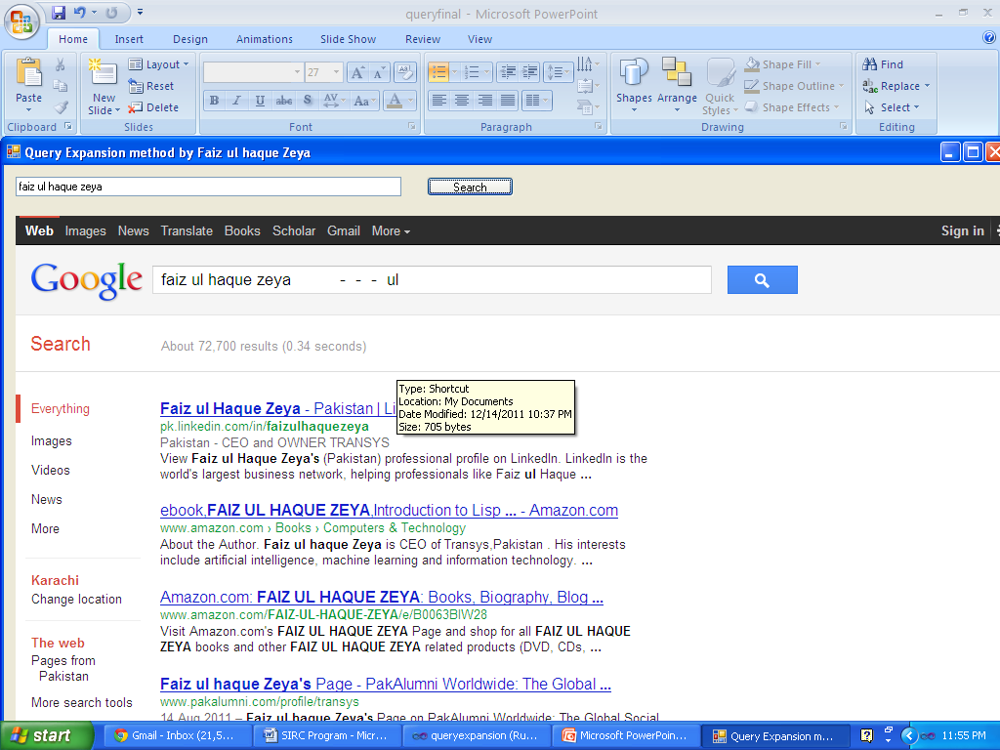 queryfinal - Microsoft PowerPoint
Home Insert Design Animations Slide Show Review View
Paste New Slide Layout Reset Delete 27 B I U abc S AV Aa A Shapes Arrange Quick Styles Shape Fill Shape Outline Shape Effects Find Replace Select
Clipboard Slides Font Paragraph Drawing Editing
Query Expansion method by Faiz ul haque Zeya
faiz ul haque zeya Search
Web Images News Translate Books Scholar Gmail More Sign in
Google faiz ul haque zeya - - - ul
Search About 72,700 results (0.34 seconds)
Everything
Images
Videos
News
More
Karachi
Change location
The web
Pages from
Pakistan
More search tools
Faiz ul Haque Zeya - Pakistan | Li
pk.linkedin.com/in/faizulhaquezeya
Pakistan - CEO and OWNER TRANSYS
View Faiz ul Haque Zeya's (Pakistan) professional profile on LinkedIn. LinkedIn is the
world's largest business network, helping professionals like Faiz ul Haque ...
Type: Shortcut
Location: My Documents
Date Modified: 12/14/2011 10:37 PM
Size: 705 bytes
ebook,FAIZ UL HAQUE ZEYA,Introduction to Lisp ... - Amazon.com
www.amazon.com › Books › Computers & Technology
About the Author. Faiz ul haque Zeya is CEO of Transys,Pakistan . His interests
include artificial intelligence, machine learning and information technology. ...
Amazon.com: FAIZ UL HAQUE ZEYA: Books, Biography, Blog ...
www.amazon.com/FAIZ-UL-HAQUE-ZEYA/e/B0063BIW28
Visit Amazon.com's FAIZ UL HAQUE ZEYA Page and shop for all FAIZ UL HAQUE
ZEYA books and other FAIZ UL HAQUE ZEYA related products (DVD, CDs, ...
Faiz ul haque Zeya's Page - PakAlumni Worldwide: The Global ...
www.pakalumni.com/profile/transys
14 Aug 2011 – Faiz ul haque Zeya's Page on PakAlumni Worldwide: The Global Social
start Gmail - Inbox (21,5... SIRC Program - Micr... queryexpansion (Ru... Microsoft PowerPoin... Query Expansion m... 11:55 PM